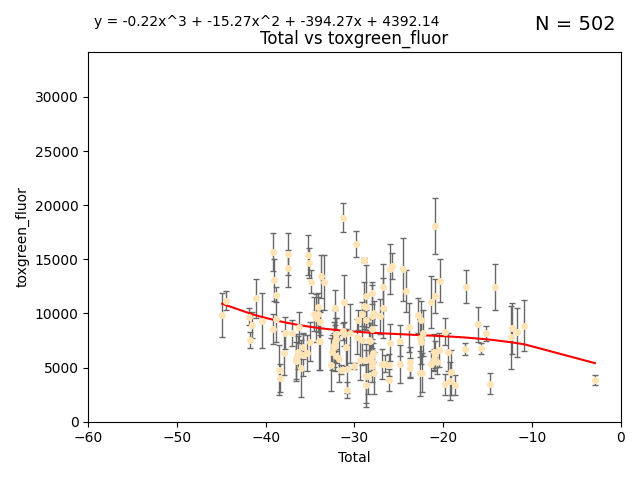 y = -0.22x^3 + -15.27x^2 + -394.27x + 4392.14
N = 502
Total vs toxgreen_fluor
30000
25000
20000
15000
10000
5000
0
toxgreen_fluor
−60 −50 −40 −30 −20 −10 0
Total